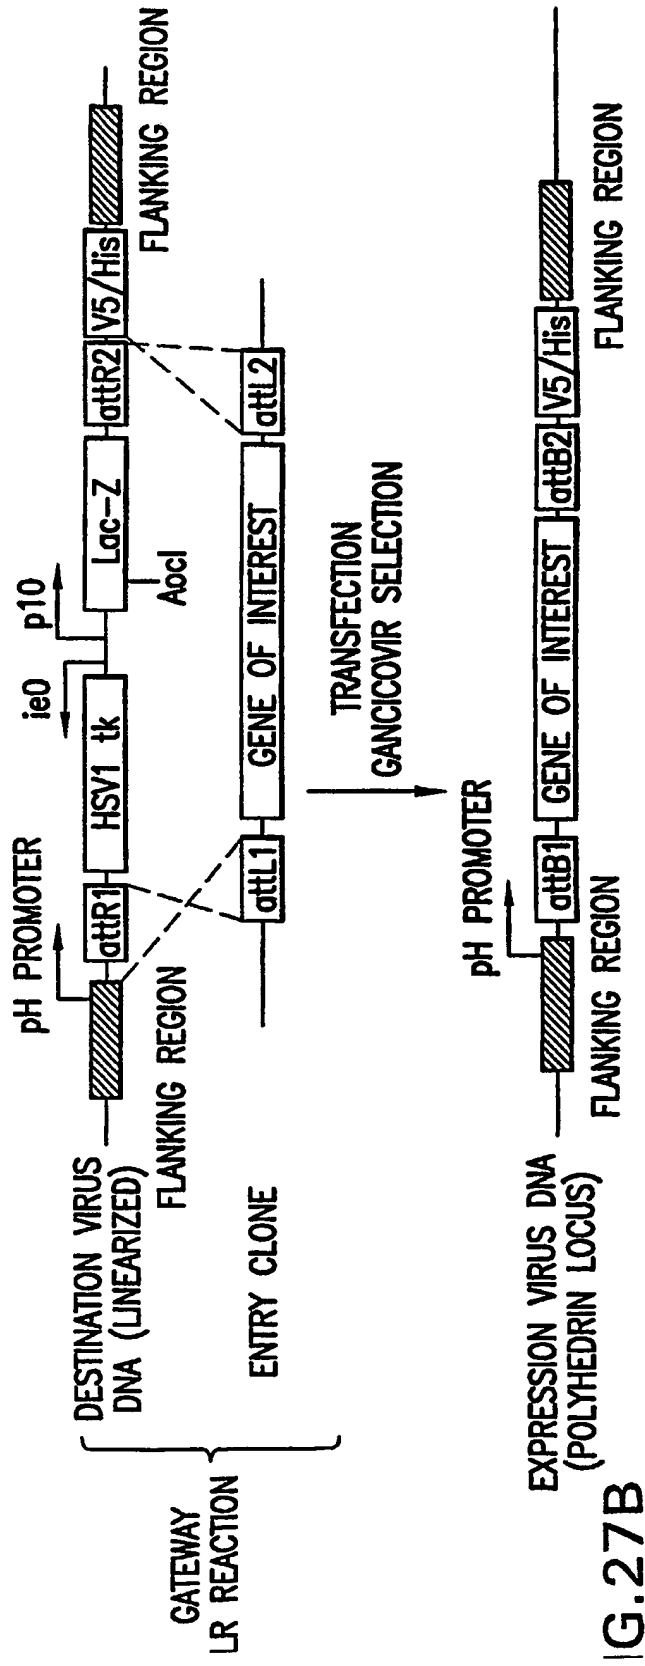 GATEWAY
LR REACTION
DESTINATION VIRUS
DNA (LINEARIZED)
FLANKING REGION
pH PROMOTER
attR1
HSV1 tk
ie0
p10
Lac-Z
AocI
attR2
V5/His
FLANKING REGION
ENTRY CLONE
attL1
GENE OF INTEREST
attL2
TRANSFECTION
GANCICOVIR SELECTION
EXPRESSION VIRUS DNA
(POLYHEDRIN LOCUS)
FLANKING REGION
pH PROMOTER
attB1
GENE OF INTEREST
attB2
V5/His
FLANKING REGION
IG.27B